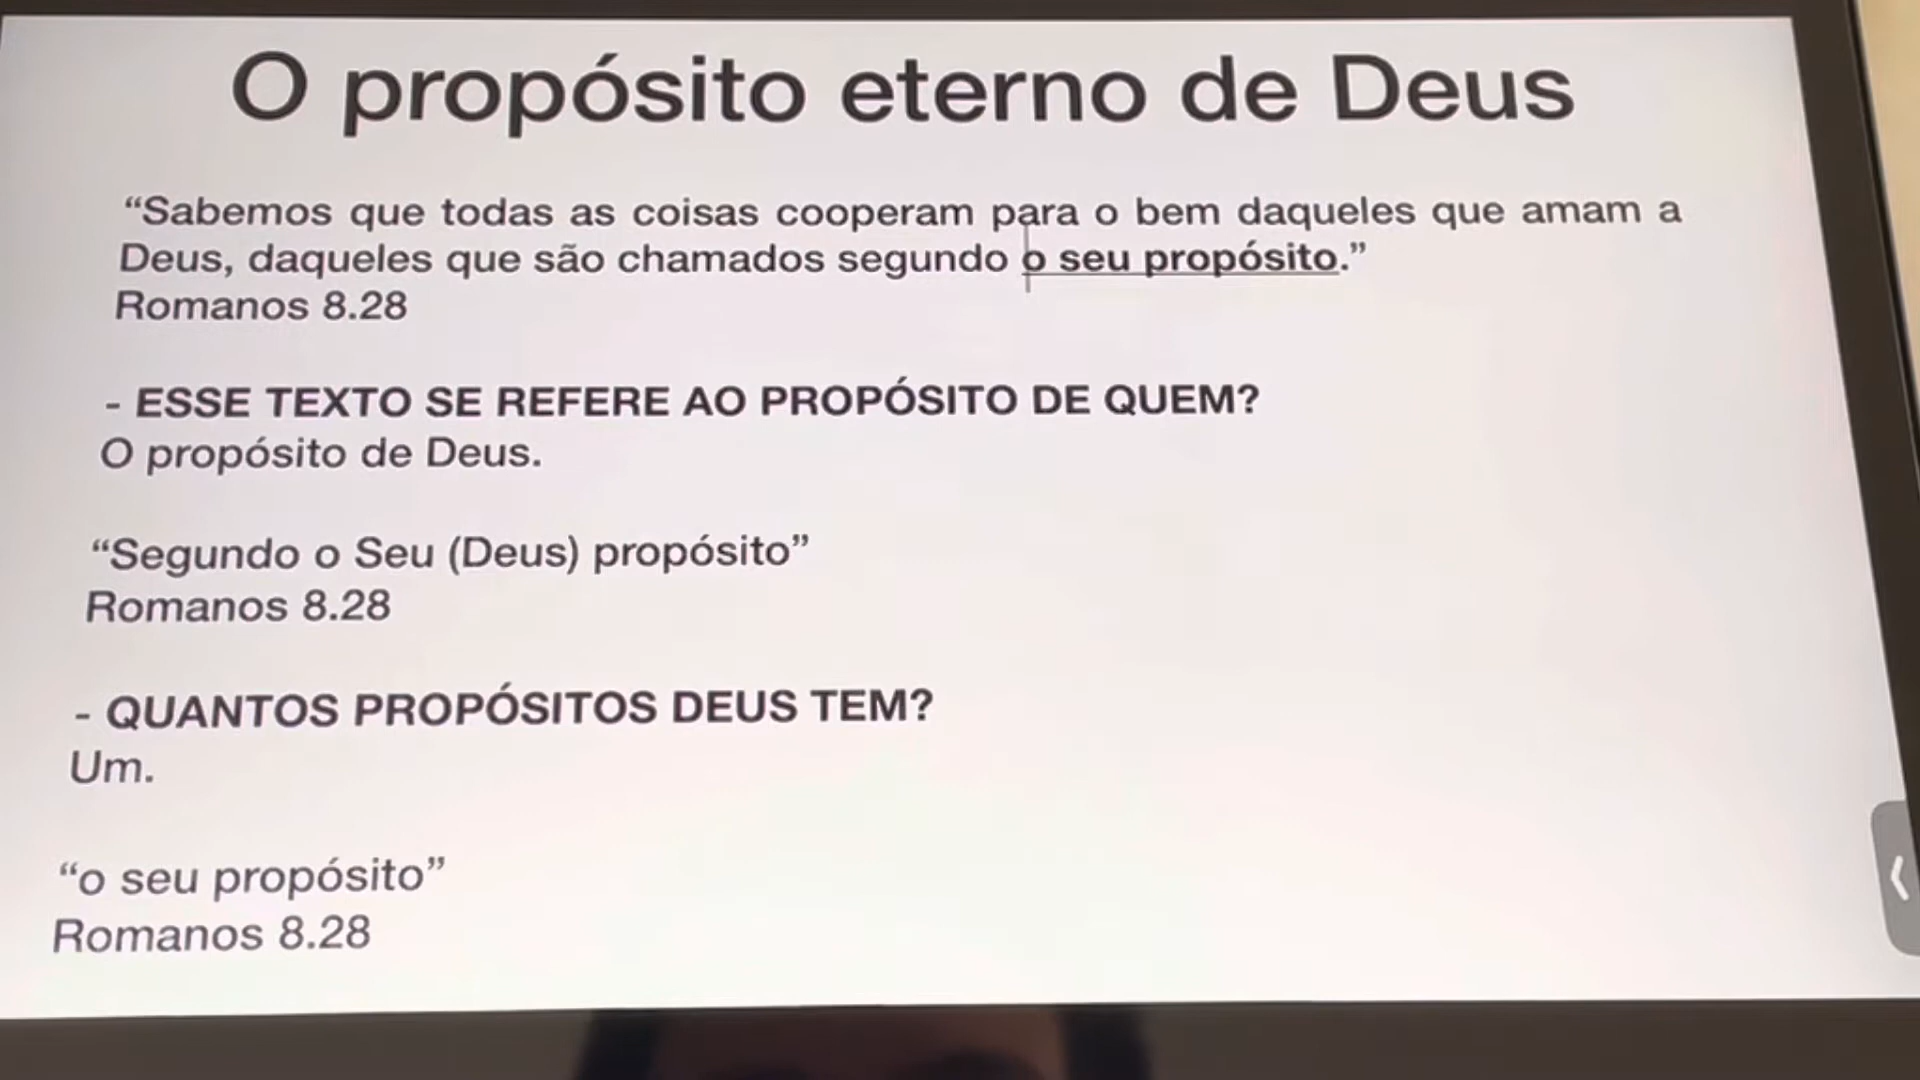 O propósito eterno de Deus
“Sabemos que todas as coisas cooperam para o bem daqueles que amam a
Deus, daqueles que são chamados segundo o seu propósito.”
Romanos 8.28
- ESSE TEXTO SE REFERE AO PROPÓSITO DE QUEM?
O propósito de Deus.
“Segundo o Seu (Deus) propósito”
Romanos 8.28
- QUANTOS PROPÓSITOS DEUS TEM?
Um.
“o seu propósito”
Romanos 8.28